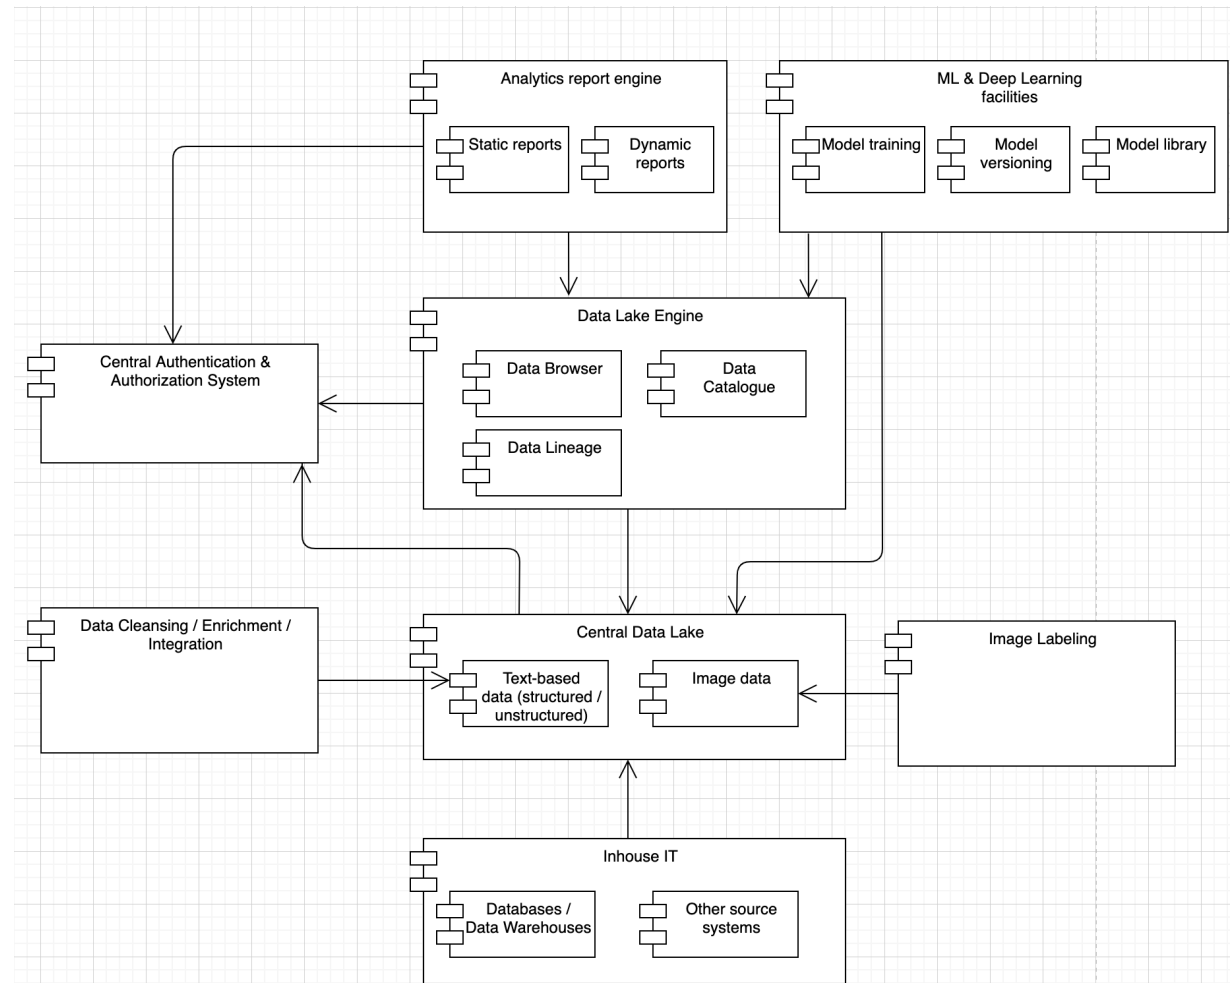 Analytics report engine
Static reports
Dynamic
reports
ML & Deep Learning
facilities
Model training
Model
versioning
Model library
Central Authentication &
Authorization System
Data Lake Engine
Data Browser
Data
Catalogue
Data Lineage
Data Cleansing / Enrichment /
Integration
Central Data Lake
Text-based
data (structured /
unstructured)
Image data
Image Labeling
Inhouse IT
Databases /
Data Warehouses
Other source
systems